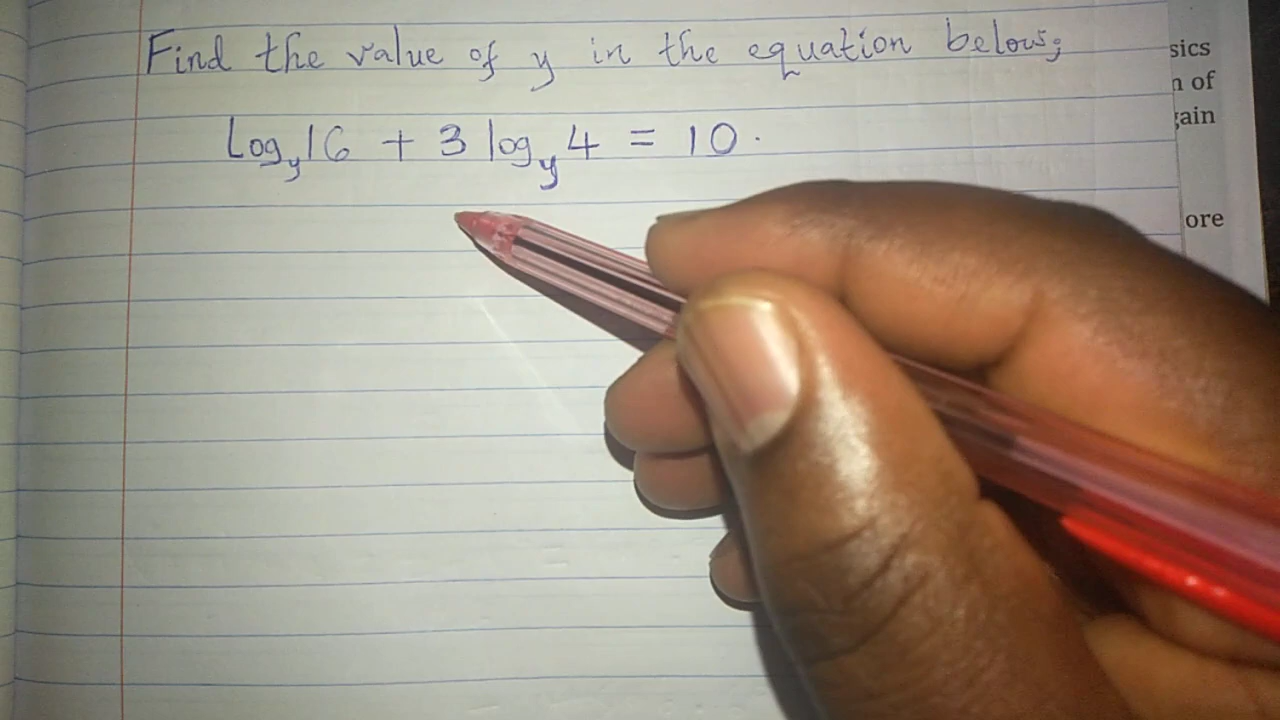 Find the value of y in the equation below;
Log_y 16 + 3 log_y 4 = 10.
sics
n of
gain
ore